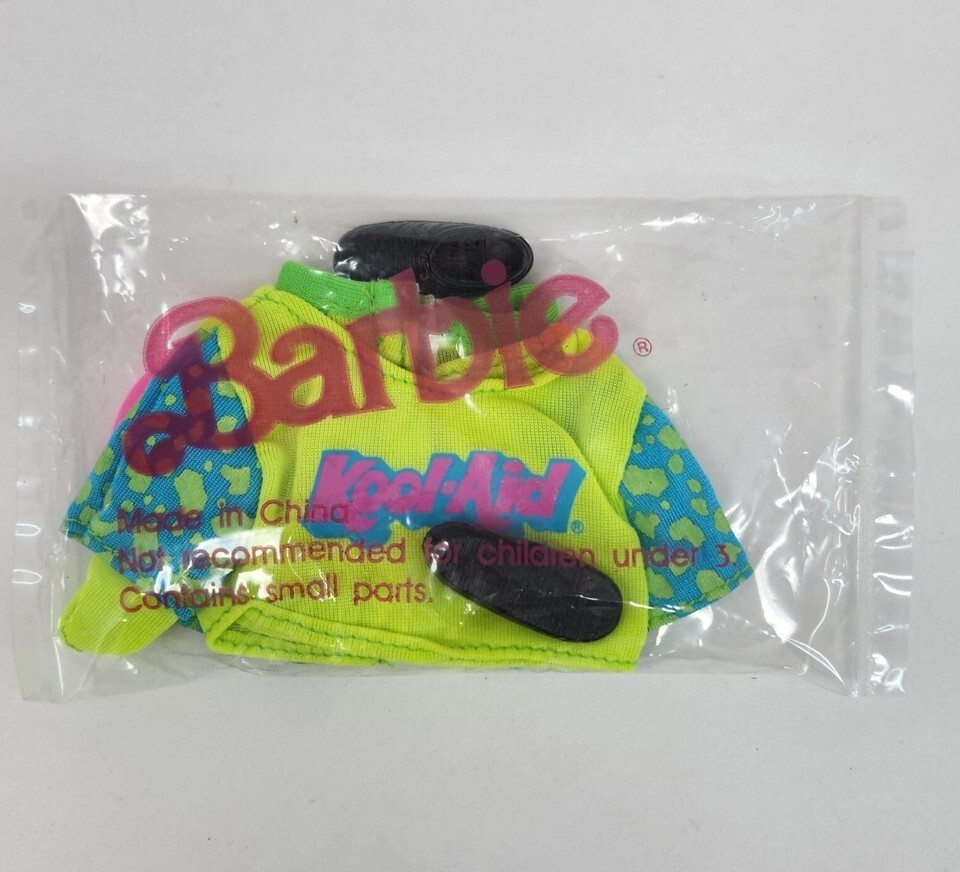 Barbie®
Kool-Aid®
Made in China
Not recommended for children under 3.
Contains small parts.